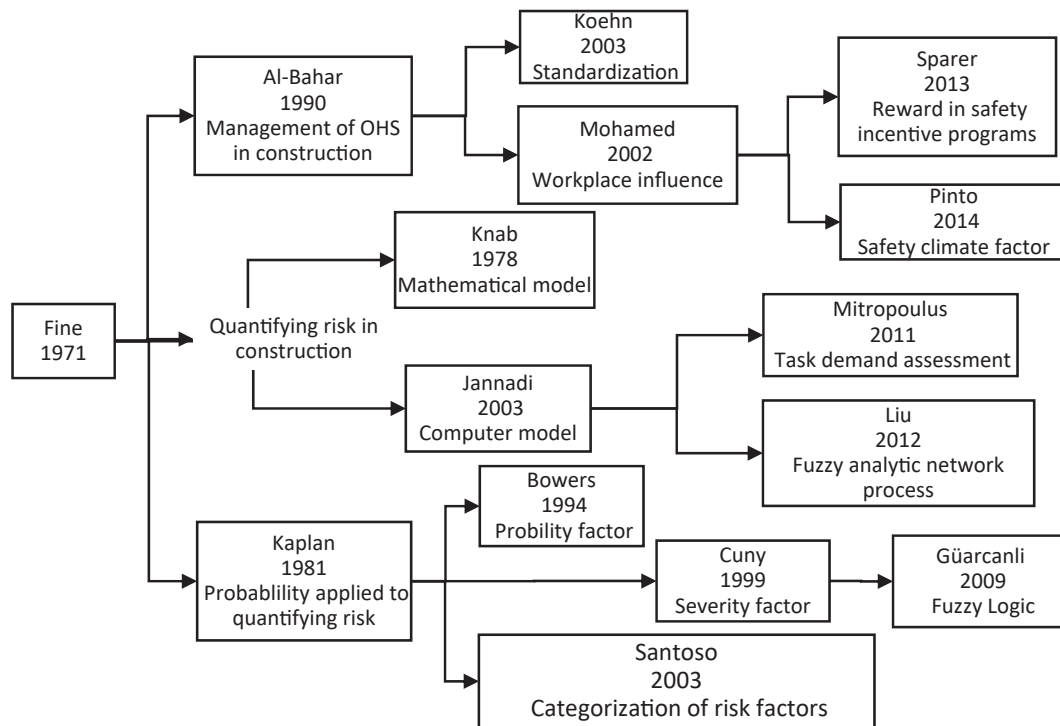 Fine
1971
Al-Bahar
1990
Management of OHS
in construction
Koehn
2003
Standardization
Mohamed
2002
Workplace influence
Sparer
2013
Reward in safety
incentive programs
Pinto
2014
Safety climate factor
Quantifying risk in
construction
Knab
1978
Mathematical model
Jannadi
2003
Computer model
Mitropoulus
2011
Task demand assessment
Liu
2012
Fuzzy analytic network
process
Kaplan
1981
Probablility applied to
quantifying risk
Bowers
1994
Probility factor
Cuny
1999
Severity factor
Güarcanli
2009
Fuzzy Logic
Santoso
2003
Categorization of risk factors